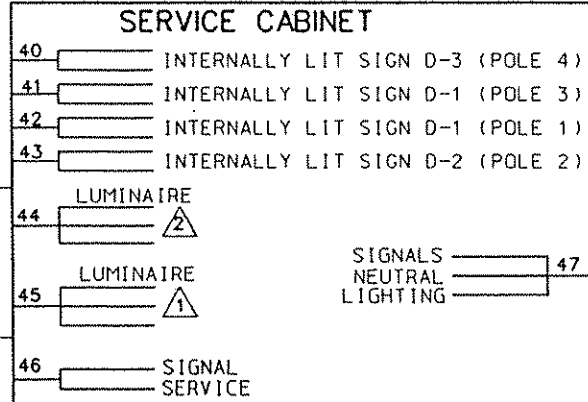 SERVICE CABINET
40 INTERNALLY LIT SIGN D-3 (POLE 4)
41 INTERNALLY LIT SIGN D-1 (POLE 3)
42 INTERNALLY LIT SIGN D-1 (POLE 1)
43 INTERNALLY LIT SIGN D-2 (POLE 2)
LUMINAIRE
44 2
SIGNALS
NEUTRAL 47
LIGHTING
LUMINAIRE
45 1
46 SIGNAL
SERVICE